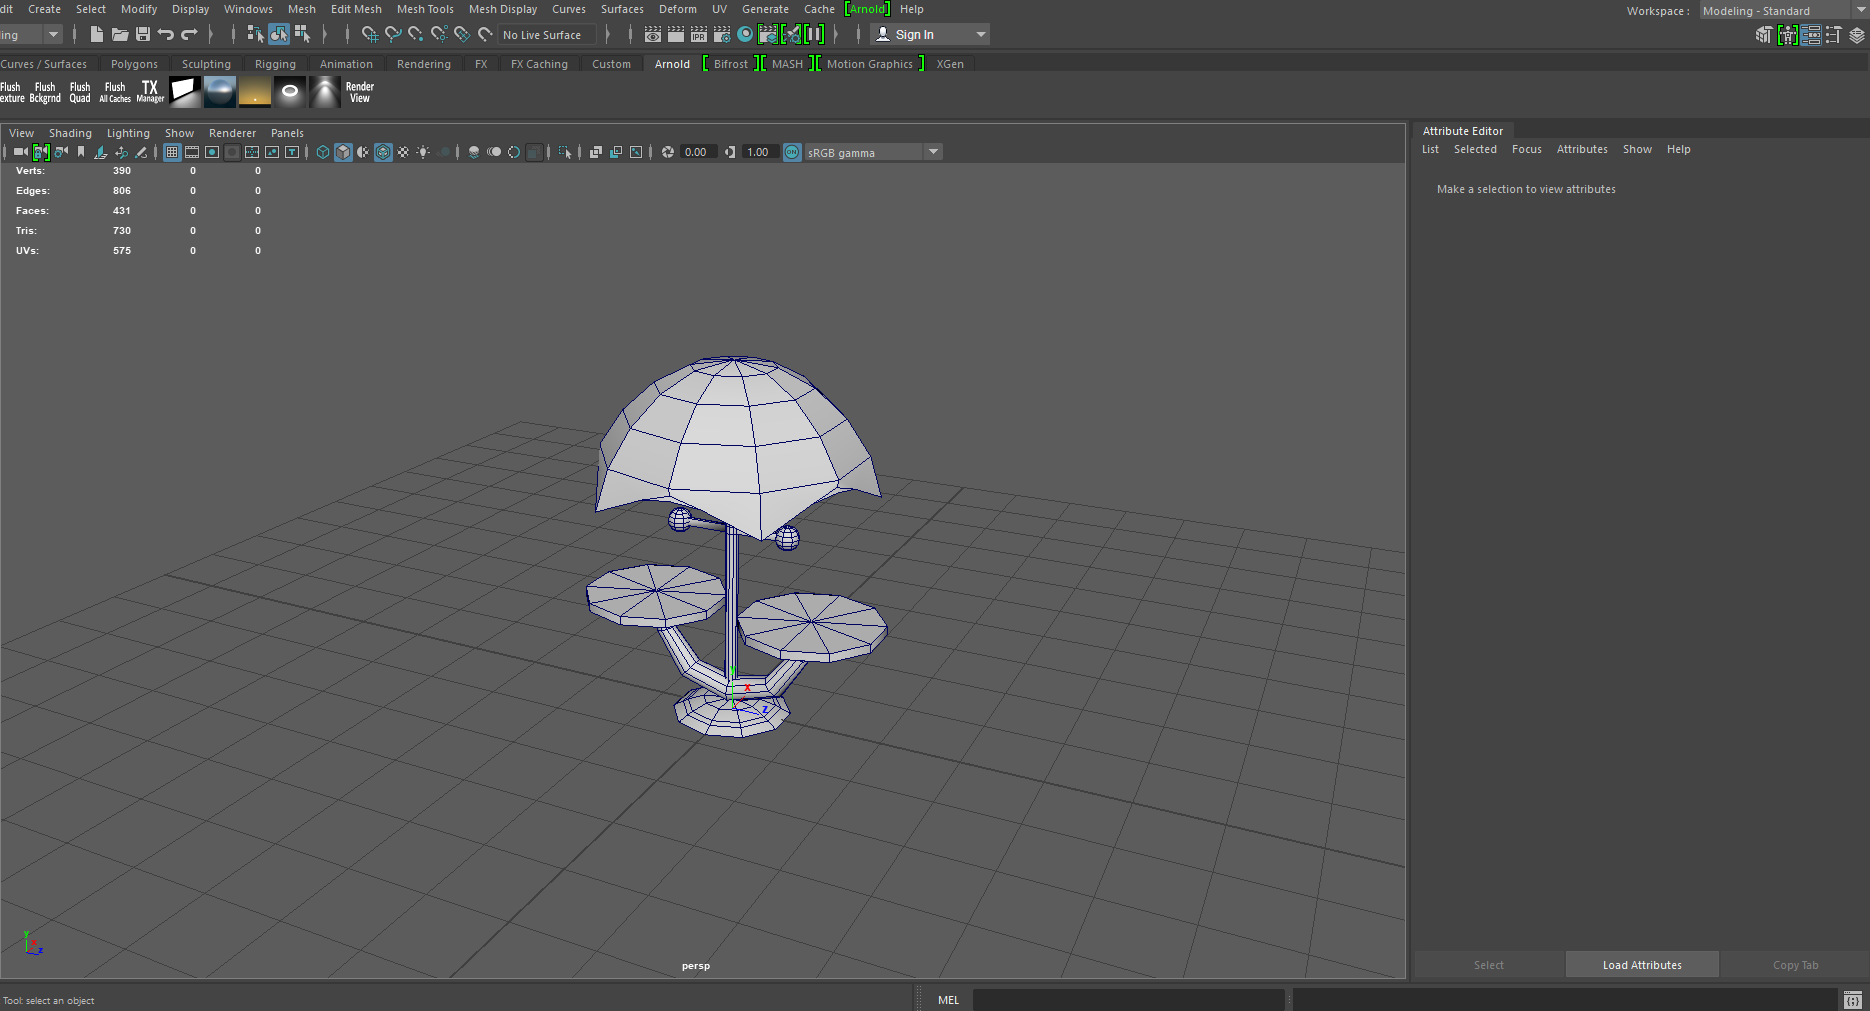 dit Create Select Modify Display Windows Mesh Edit Mesh Mesh Tools Mesh Display Curves Surfaces Deform UV Generate Cache [Arnold] Help Workspace : Modeling - Standard
ling No Live Surface IPR Sign In
Curves / Surfaces Polygons Sculpting Rigging Animation Rendering FX FX Caching Custom Arnold [ Bifrost ] [ MASH ] [ Motion Graphics ] XGen
Flush Flush Flush Flush TX Render
exture Bckgrnd Quad All Caches Manager View
View Shading Lighting Show Renderer Panels
0.00 1.00 ON sRGB gamma
Verts: 390 0 0
Edges: 806 0 0
Faces: 431 0 0
Tris: 730 0 0
UVs: 575 0 0
Attribute Editor
List Selected Focus Attributes Show Help
Make a selection to view attributes
x
z
y
x
z
persp
Select Load Attributes Copy Tab
Tool: select an object
MEL